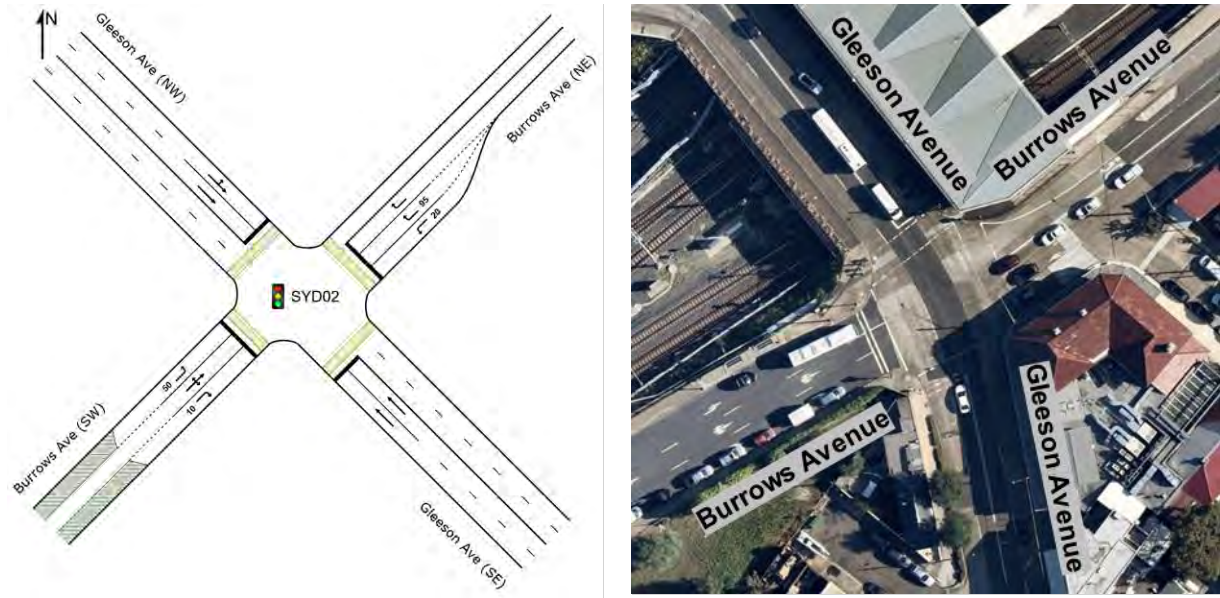 N
Gleeson Ave (NW)
Burrows Ave (NE)
95
20
SYD02
50
10
Burrows Ave (SW)
Gleeson Ave (SE)
Gleeson Avenue
Burrows Avenue
Burrows Avenue
Gleeson Avenue